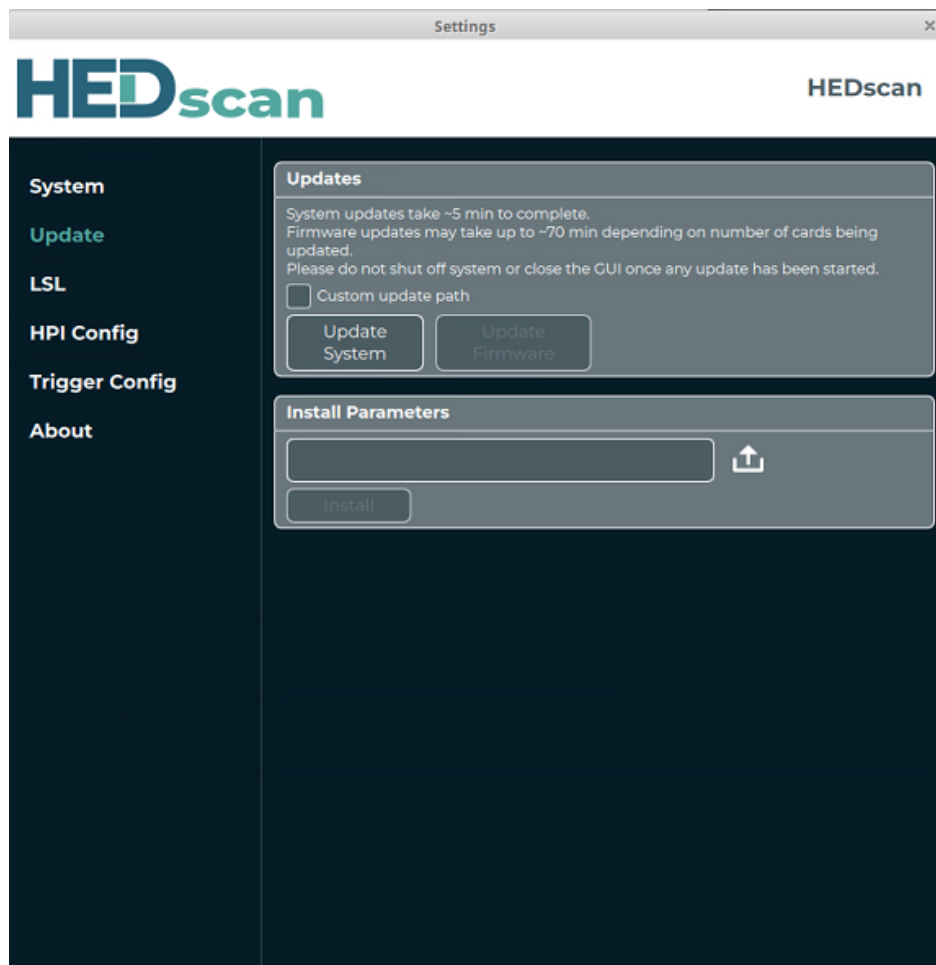 Settings
HEDscan
HEDscan
System
Update
LSL
HPI Config
Trigger Config
About
Updates
System updates take ~5 min to complete.
Firmware updates may take up to ~70 min depending on number of cards being
updated.
Please do not shut off system or close the GUI once any update has been started.
Custom update path
Update
System
Update
Firmware
Install Parameters
Install